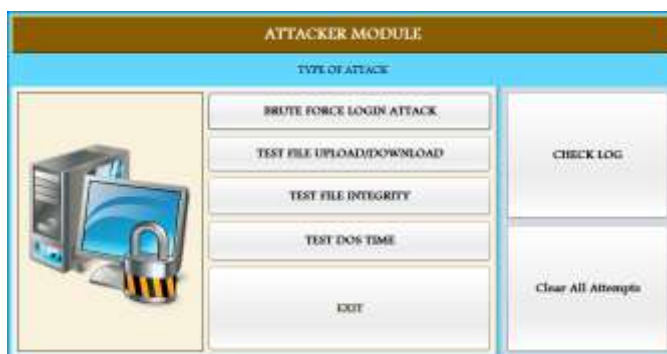 ATTACKER MODULE
TYPE OF ATTACK
BRUTE FORCE LOGIN ATTACK
TEST FILE UPLOAD/DOWNLOAD
TEST FILE INTEGRITY
TEST DOS TIME
EXIT
CHECK LOG
Clear All Attempts